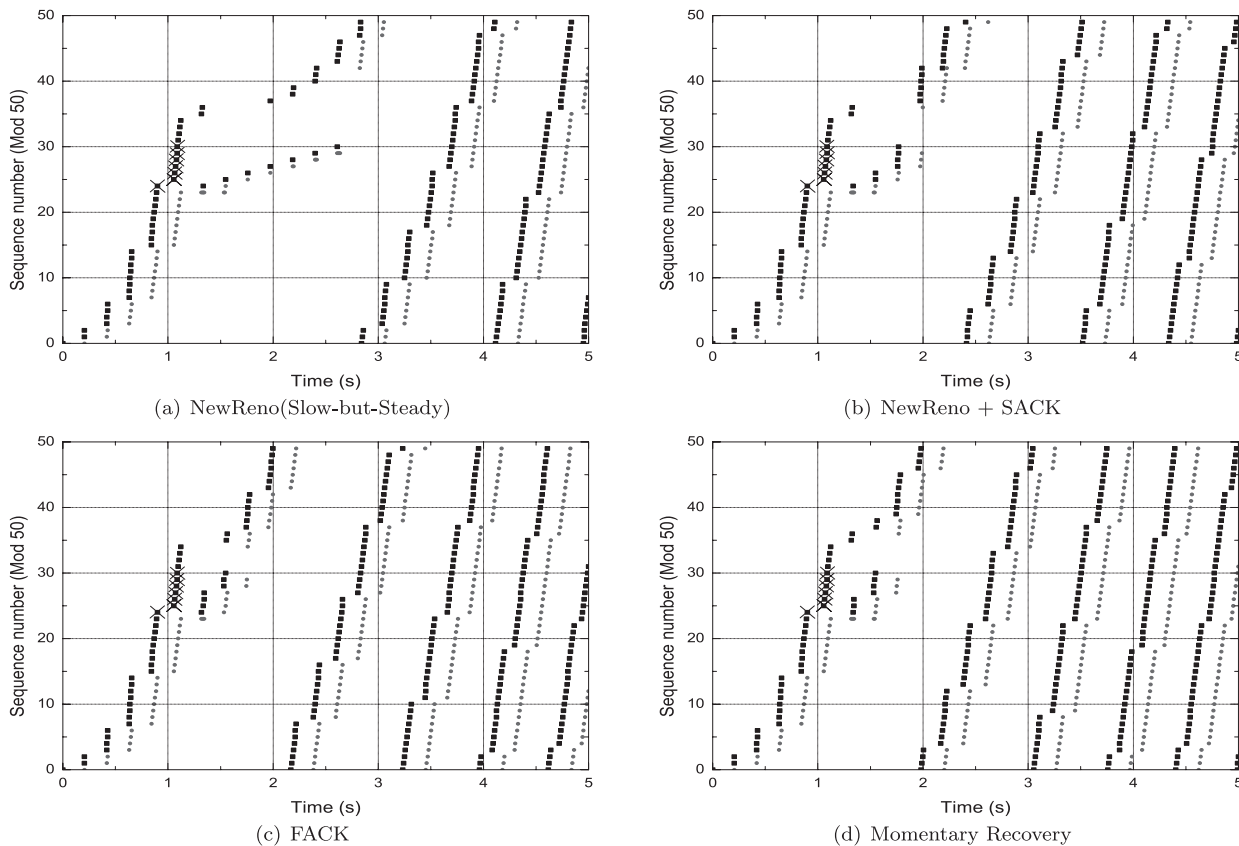 50
40
30
20
10
0
Sequence number (Mod 50)
0 1 2 3 4 5
Time (s)
(a) NewReno(Slow-but-Steady)
50
40
30
20
10
0
Sequence number (Mod 50)
0 1 2 3 4 5
Time (s)
(b) NewReno + SACK
50
40
30
20
10
0
Sequence number (Mod 50)
0 1 2 3 4 5
Time (s)
(c) FACK
50
40
30
20
10
0
Sequence number (Mod 50)
0 1 2 3 4 5
Time (s)
(d) Momentary Recovery